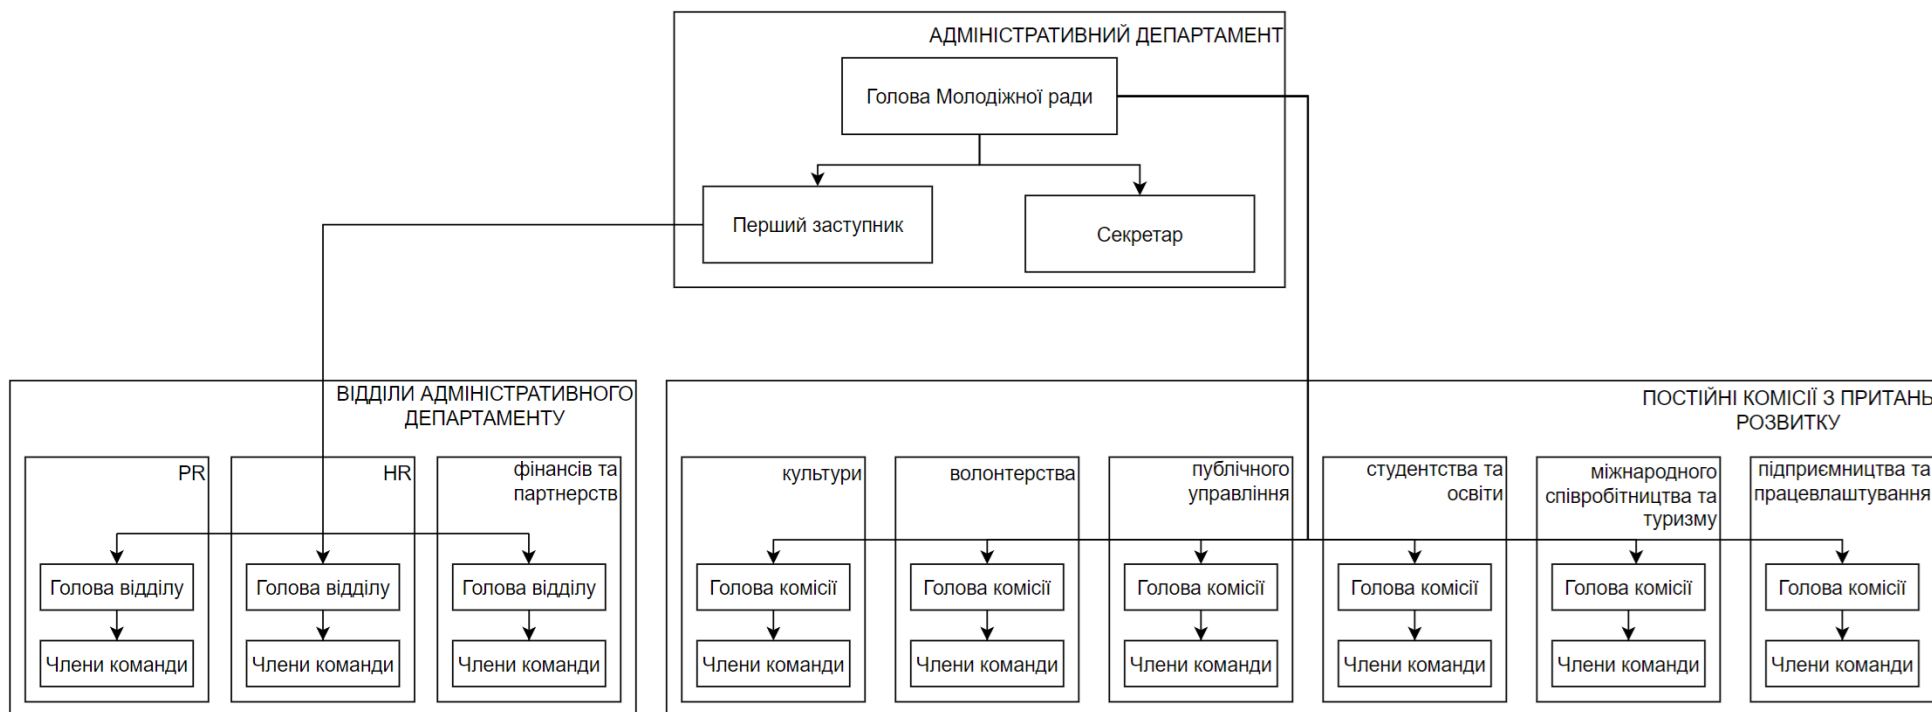 АДМІНІСТРАТИВНИЙ ДЕПАРТАМЕНТ
Голова Молодіжної ради
Перший заступник
Секретар
ВІДДІЛИ АДМІНІСТРАТИВНОГО
ДЕПАРТАМЕНТУ
PR
HR
фінансів та
партнерств
Голова відділу
Голова відділу
Голова відділу
Члени команди
Члени команди
Члени команди
ПОСТІЙНІ КОМІСІЇ З ПРИТАНЬ
РОЗВИТКУ
культури
волонтерства
публічного
управління
студентства та
освіти
міжнародного
співробітництва та
туризму
підприємництва та
працевлаштування
Голова комісії
Голова комісії
Голова комісії
Голова комісії
Голова комісії
Голова комісії
Члени команди
Члени команди
Члени команди
Члени команди
Члени команди
Члени команди